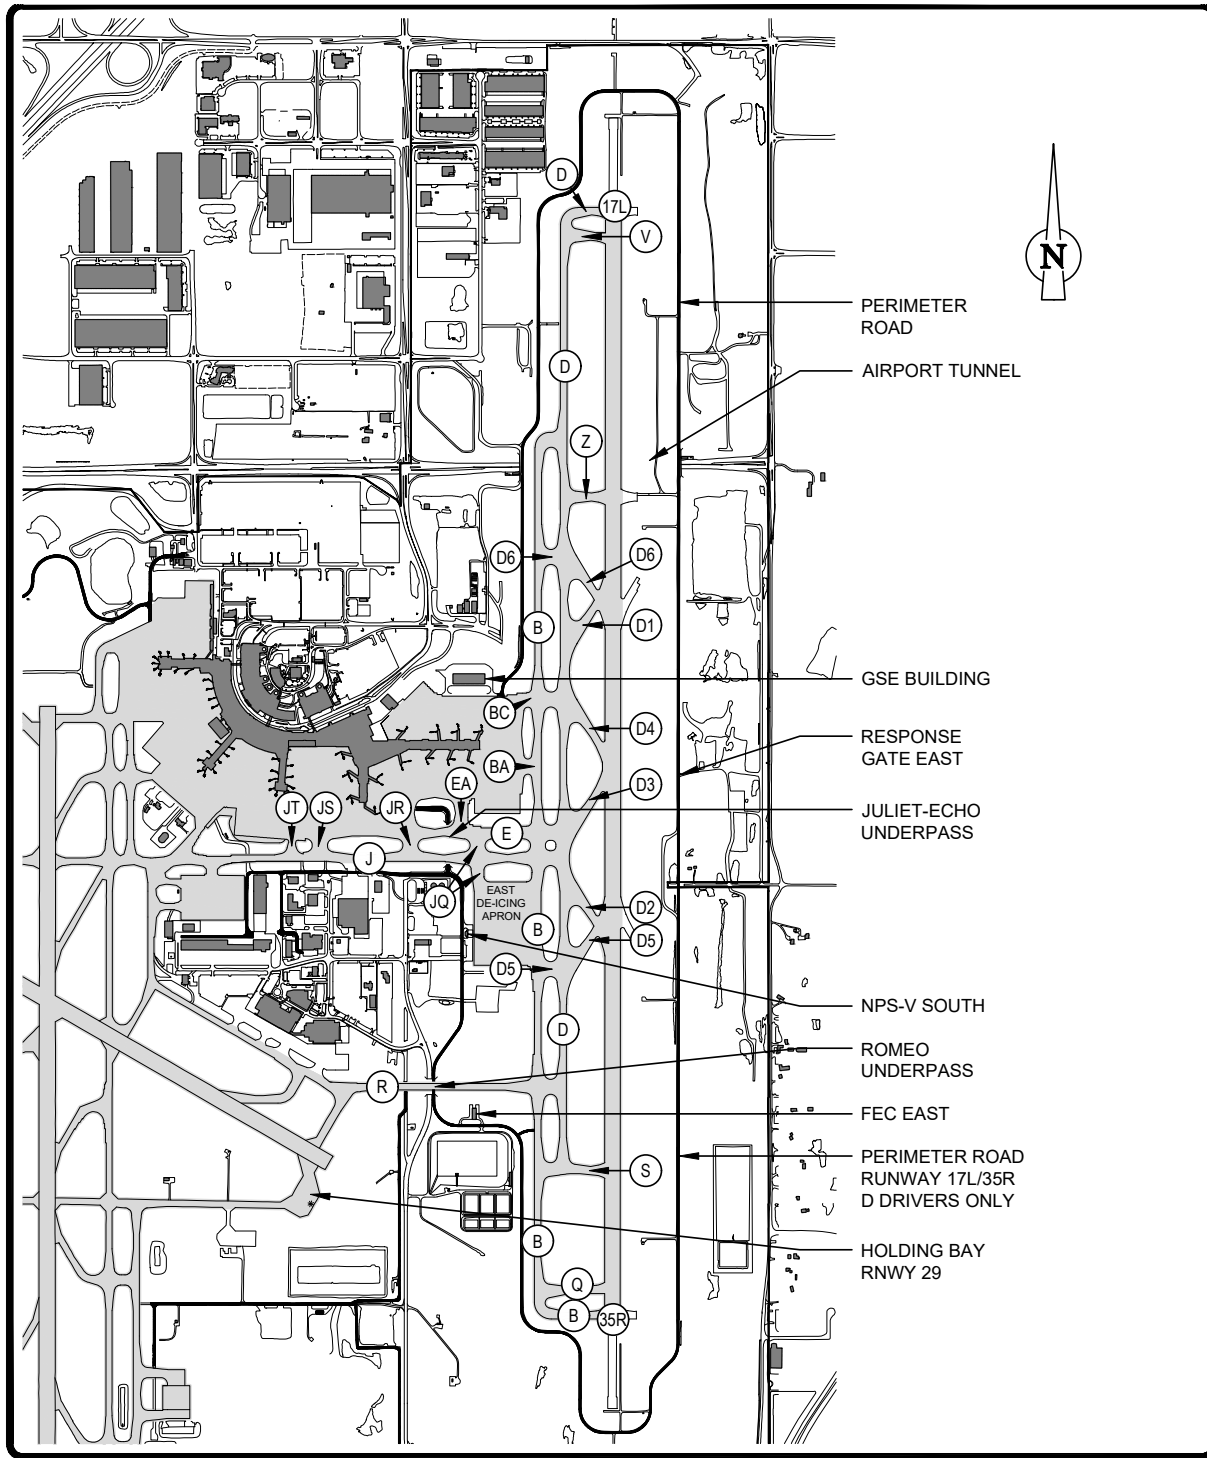 D
17L
V
N
PERIMETER
ROAD
D
AIRPORT TUNNEL
Z
D6
D6
B
D1
GSE BUILDING
BC
D4
RESPONSE
GATE EAST
BA
D3
EA
JT
JS
JR
JULIET-ECHO
UNDERPASS
E
J
JQ
EAST
DE-ICING
APRON
D2
B
D5
D5
NPS-V SOUTH
D
ROMEO
UNDERPASS
R
FEC EAST
PERIMETER ROAD
RUNWAY 17L/35R
D DRIVERS ONLY
S
B
HOLDING BAY
RNWY 29
Q
B
35R